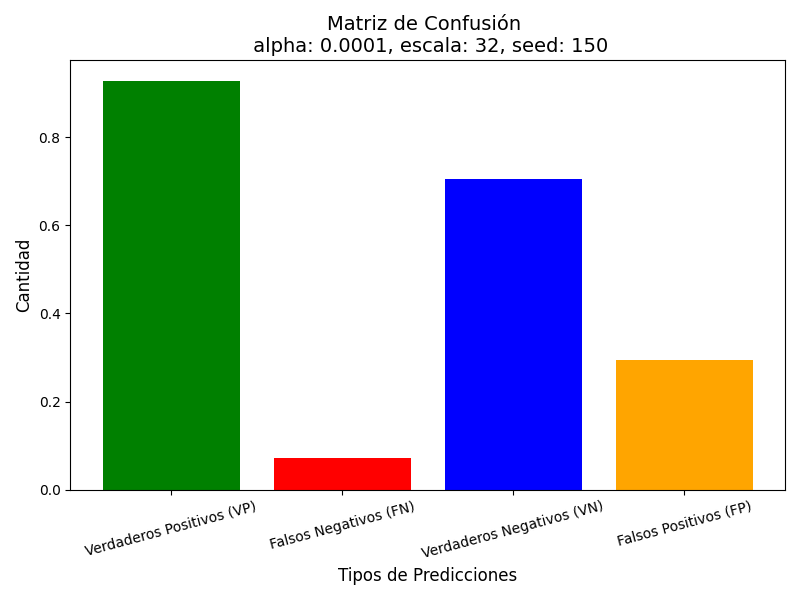 Matriz de Confusión
alpha: 0.0001, escala: 32, seed: 150
Cantidad
0.8
0.6
0.4
0.2
0.0
Verdaderos Positivos (VP)
Falsos Negativos (FN)
Verdaderos Negativos (VN)
Falsos Positivos (FP)
Tipos de Predicciones